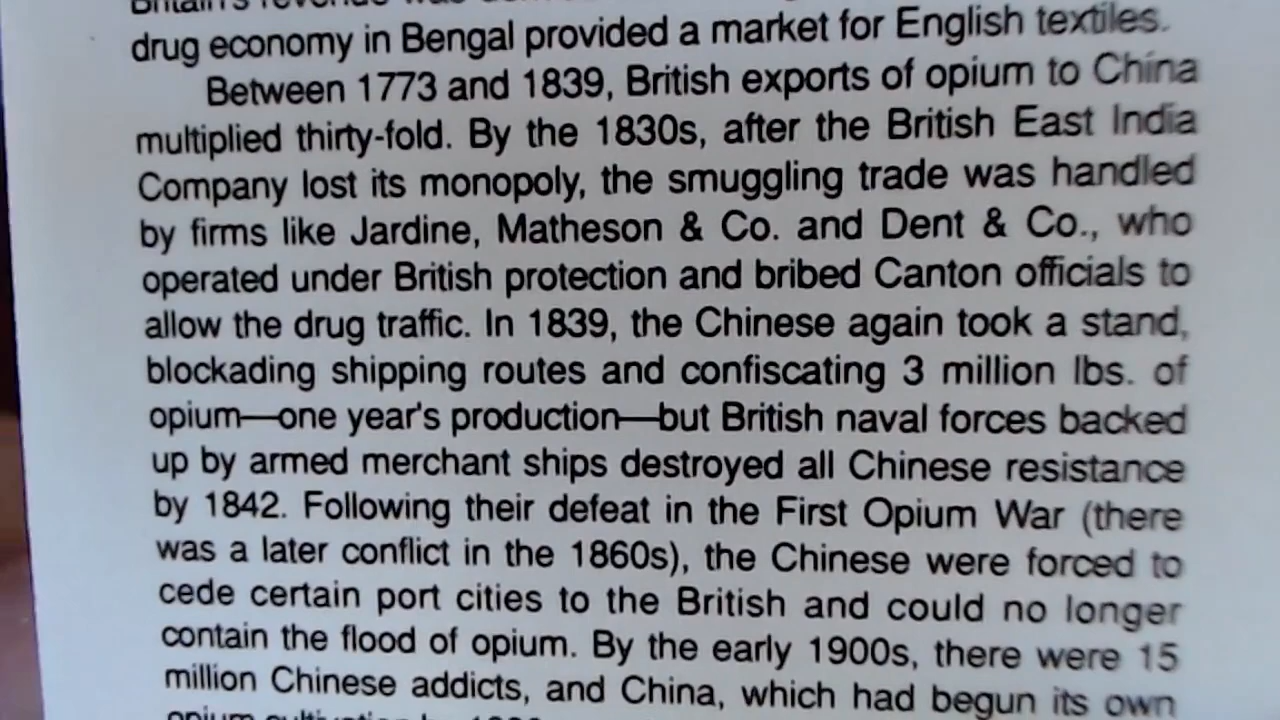 Britain's revenue was
drug economy in Bengal provided a market for English textiles.
Between 1773 and 1839, British exports of opium to China
multiplied thirty-fold. By the 1830s, after the British East India
Company lost its monopoly, the smuggling trade was handled
by firms like Jardine, Matheson & Co. and Dent & Co., who
operated under British protection and bribed Canton officials to
allow the drug traffic. In 1839, the Chinese again took a stand,
blockading shipping routes and confiscating 3 million lbs. of
opium—one year's production—but British naval forces backed
up by armed merchant ships destroyed all Chinese resistance
by 1842. Following their defeat in the First Opium War (there
was a later conflict in the 1860s), the Chinese were forced to
cede certain port cities to the British and could no longer
contain the flood of opium. By the early 1900s, there were 15
million Chinese addicts, and China, which had begun its own
opium cultivation by